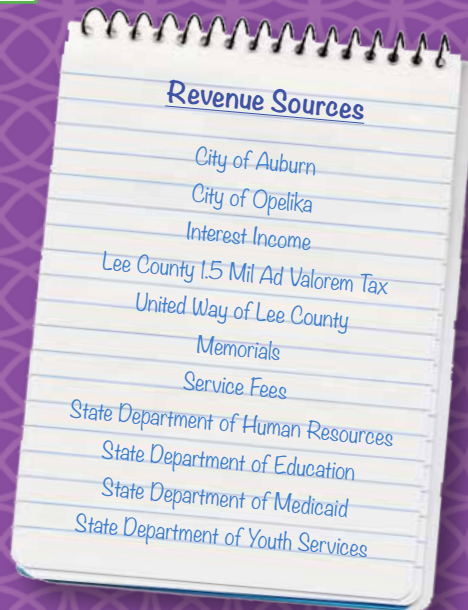 Revenue Sources
City of Auburn
City of Opelika
Interest Income
Lee County 1.5 Mil Ad Valorem Tax
United Way of Lee County
Memorials
Service Fees
State Department of Human Resources
State Department of Education
State Department of Medicaid
State Department of Youth Services